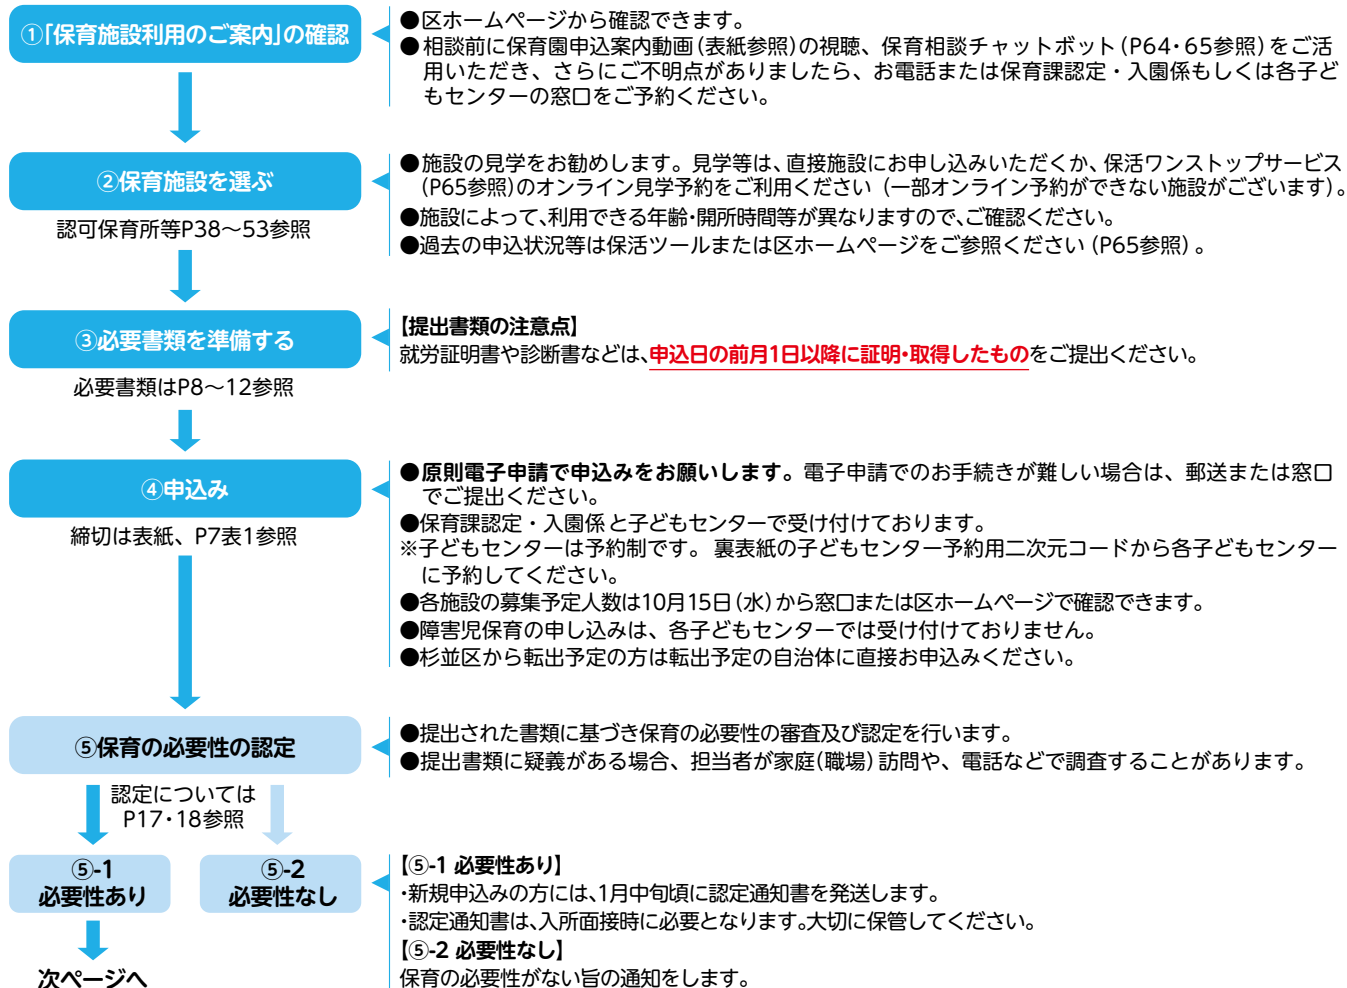 ①「保育施設利用のご案内」の確認
●区ホームページから確認できます。
●相談前に保育園申込案内動画（表紙参照）の視聴、保育相談チャットボット（P64・65参照）をご活
用いただき、さらにご不明点がありましたら、お電話または保育課認定・入園係もしくは各子ど
もセンターの窓口をご予約ください。
②保育施設を選ぶ
認可保育所等P38～53参照
●施設の見学をお勧めします。見学等は、直接施設にお申し込みいただくか、保活ワンストップサービス
（P65参照）のオンライン見学予約をご利用ください（一部オンライン予約ができない施設がございます）。
●施設によって、利用できる年齢・開所時間等が異なりますので、ご確認ください。
●過去の申込状況等は保活ツールまたは区ホームページをご参照ください（P65参照）。
③必要書類を準備する
必要書類はP8～12参照
【提出書類の注意点】
就労証明書や診断書などは、申込日の前月1日以降に証明・取得したものをご提出ください。
④申込み
締切は表紙、P7表1参照
●原則電子申請で申込みをお願いします。電子申請でのお手続きが難しい場合は、郵送または窓口
でご提出ください。
●保育課認定・入園係と子どもセンターで受け付けております。
※子どもセンターは予約制です。裏表紙の子どもセンター予約用二次元コードから各子どもセンター
に予約してください。
●各施設の募集予定人数は10月15日（水）から窓口または区ホームページで確認できます。
●障害児保育の申し込みは、各子どもセンターでは受け付けておりません。
●杉並区から転出予定の方は転出予定の自治体に直接お申込みください。
⑤保育の必要性の認定
認定については
P17・18参照
●提出された書類に基づき保育の必要性の審査及び認定を行います。
●提出書類に疑義がある場合、担当者が家庭（職場）訪問や、電話などで調査することがあります。
⑤-1
必要性あり
⑤-2
必要性なし
次ページへ
【⑤-1 必要性あり】
・新規申込みの方には、1月中旬頃に認定通知書を発送します。
・認定通知書は、入所面接時に必要となります。大切に保管してください。
【⑤-2 必要性なし】
保育の必要性がない旨の通知をします。